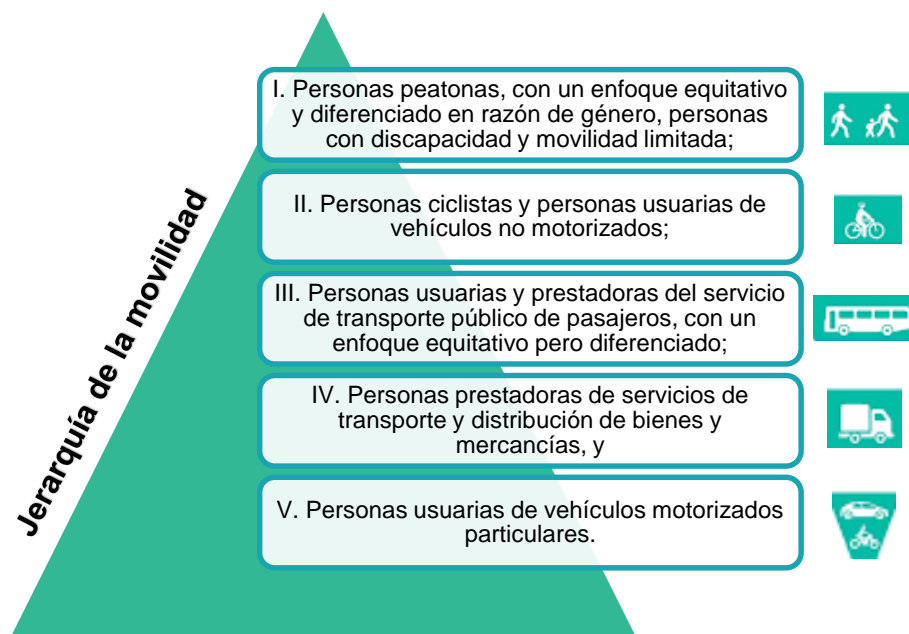 Jerarquía de la movilidad
I. Personas peatonas, con un enfoque equitativo
y diferenciado en razón de género, personas
con discapacidad y movilidad limitada;
II. Personas ciclistas y personas usuarias de
vehículos no motorizados;
III. Personas usuarias y prestadoras del servicio
de transporte público de pasajeros, con un
enfoque equitativo pero diferenciado;
IV. Personas prestadoras de servicios de
transporte y distribución de bienes y
mercancías, y
V. Personas usuarias de vehículos motorizados
particulares.